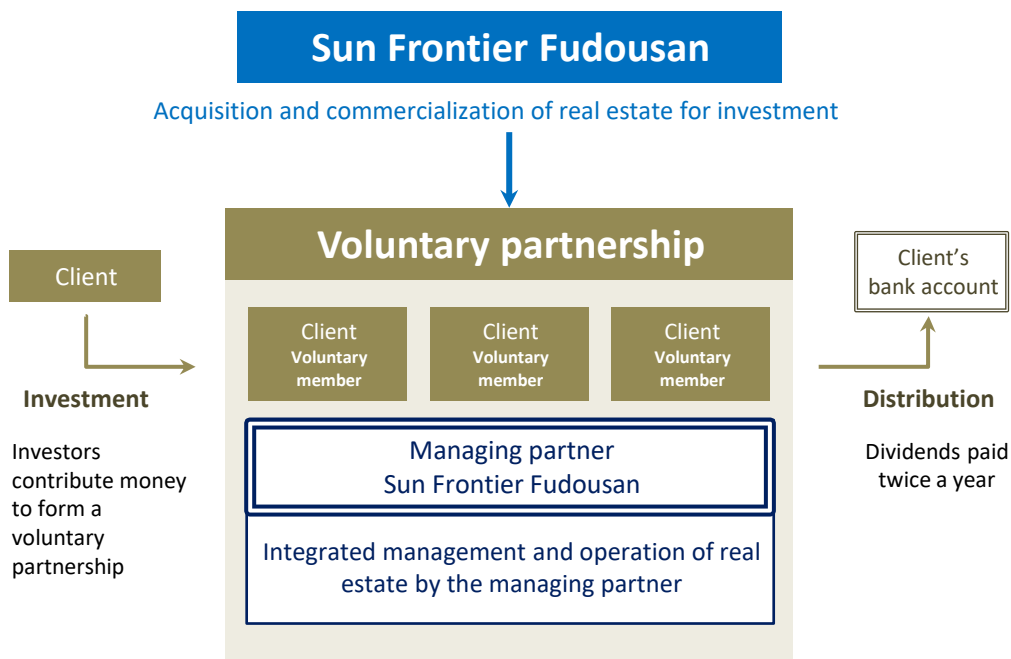 Sun Frontier Fudousan
Acquisition and commercialization of real estate for investment
Voluntary partnership
Client
Client
Voluntary
member
Client
Voluntary
member
Client
Voluntary
member
Client's
bank account
Investment
Investors
contribute money
to form a
voluntary
partnership
Managing partner
Sun Frontier Fudousan
Integrated management and operation of real
estate by the managing partner
Distribution
Dividends paid
twice a year